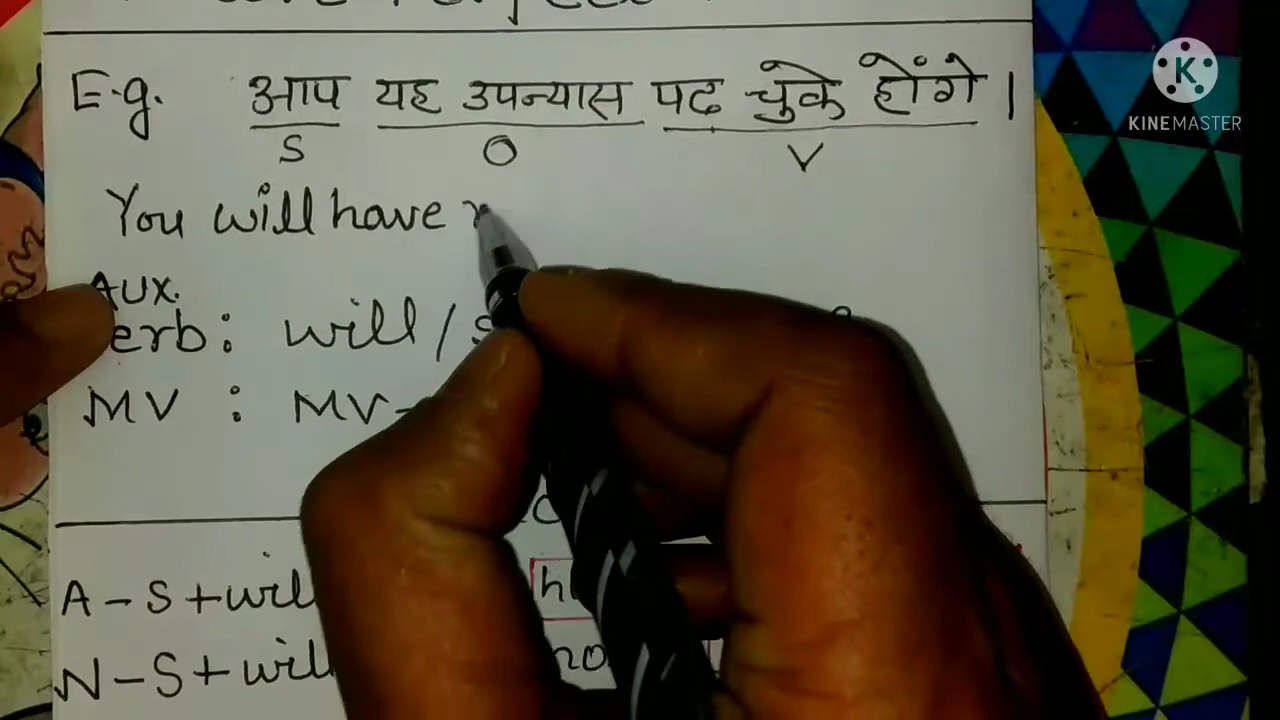 E.g. आप यह उपन्यास पढ चुके होंगे।
S O V
You will have
Aux.
erb: will/s
MV : MV-
A-S+wil
N-S+wil
KINEMASTER